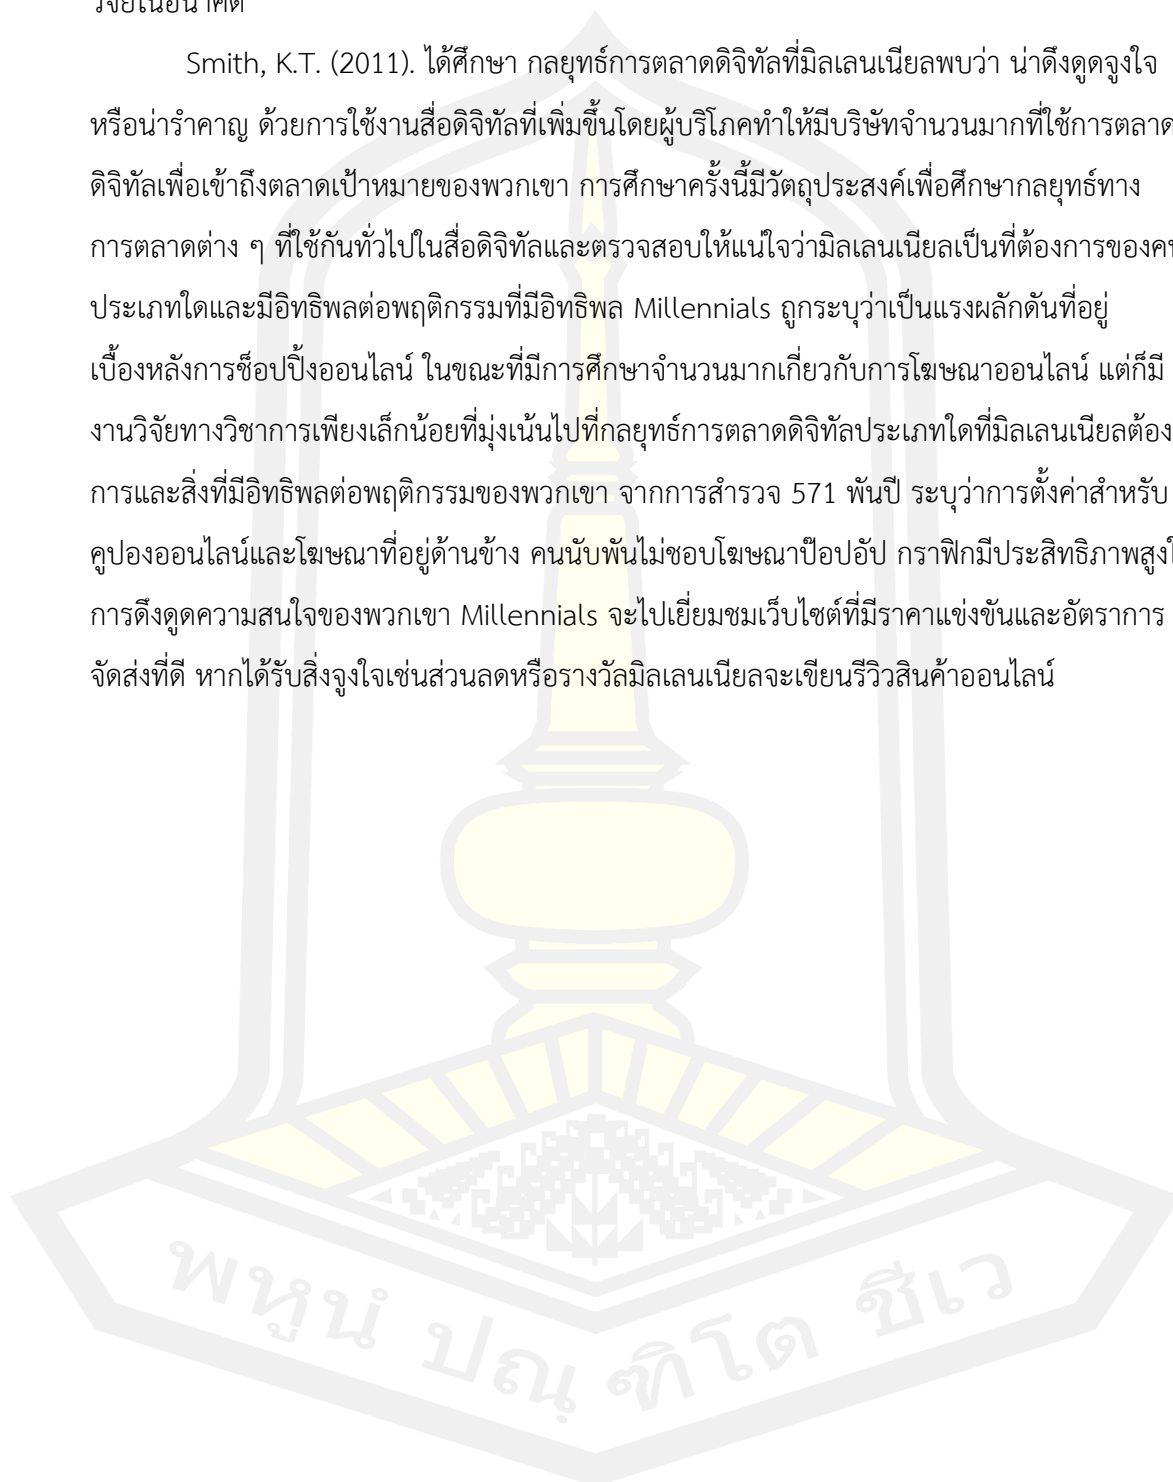 วิจัยในอนาคต
Smith, K.T. (2011). ได้ศึกษา กลยุทธ์การตลาดดิจิทัลที่มิลเลนเนียลพบว่า น่าดึงดูดจูงใจ
หรือน่ารำคาญ ด้วยการใช้งานสื่อดิจิทัลที่เพิ่มขึ้นโดยผู้บริโภคทำให้มีบริษัทจำนวนมากที่ใช้การตลาด
ดิจิทัลเพื่อเข้าถึงตลาดเป้าหมายของพวกเขา การศึกษาครั้งนี้มีวัตถุประสงค์เพื่อศึกษากลยุทธ์ทาง
การตลาดต่าง ๆ ที่ใช้กันทั่วไปในสื่อดิจิทัลและตรวจสอบให้แน่ใจว่ามิลเลนเนียลเป็นที่ต้องการของ
ประเภทใดและมีอิทธิพลต่อพฤติกรรมที่มีอิทธิพล Millennials ถูกระบุว่าเป็นแรงผลักดันที่อยู่
เบื้องหลังการช็อปปิ้งออนไลน์ ในขณะที่มีการศึกษาจำนวนมากเกี่ยวกับการโฆษณาออนไลน์ แต่ก็มี
งานวิจัยทางวิชาการเพียงเล็กน้อยที่มุ่งเน้นไปที่กลยุทธ์การตลาดดิจิทัลประเภทใดที่มิลเลนเนียลต้อง
การและสิ่งที่มีอิทธิพลต่อพฤติกรรมของพวกเขา จากการสำรวจ 571 พันปี ระบุว่าการตั้งค่าสำหรับ
คูปองออนไลน์และโฆษณาที่อยู่ด้านข้าง คนนับพันไม่ชอบโฆษณาป๊อปอัป กราฟิกมีประสิทธิภาพสูง
การดึงดูดความสนใจของพวกเขา Millennials จะไปเยี่ยมชมเว็บไซต์ที่มีราคาแข่งขันและอัตราการ
จัดส่งที่ดี หากได้รับสิ่งจูงใจเช่นส่วนลดหรือรางวัลมิลเลนเนียลจะเขียนรีวิวสินค้าออนไลน์
พหูนํ ปณฺฑิโต ชีเว